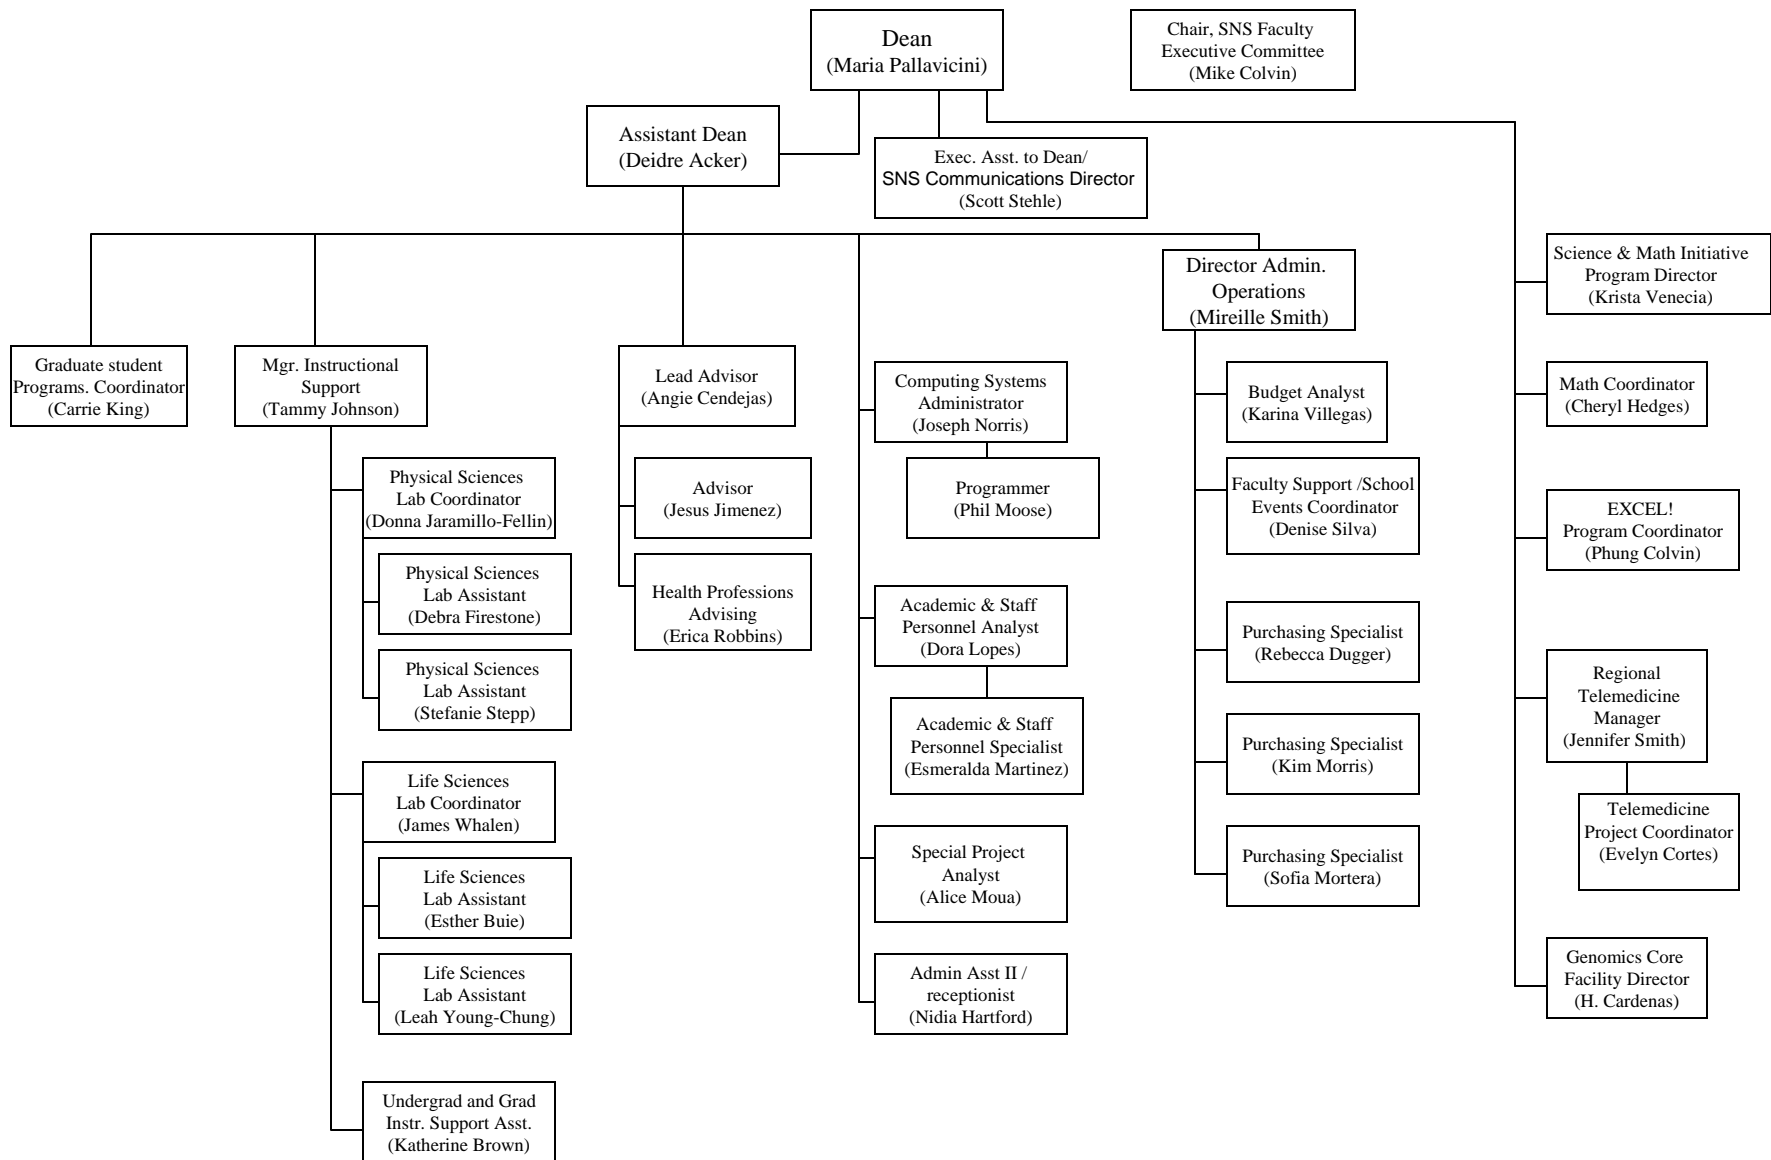 Dean
(Maria Pallavicini)
Chair, SNS Faculty
Executive Committee
(Mike Colvin)
Assistant Dean
(Deidre Acker)
Exec. Asst. to Dean/
SNS Communications Director
(Scott Stehle)
Graduate student
Programs. Coordinator
(Carrie King)
Mgr. Instructional
Support
(Tammy Johnson)
Physical Sciences
Lab Coordinator
(Donna Jaramillo-Fellin)
Physical Sciences
Lab Assistant
(Debra Firestone)
Physical Sciences
Lab Assistant
(Stefanie Stepp)
Life Sciences
Lab Coordinator
(James Whalen)
Life Sciences
Lab Assistant
(Esther Buie)
Life Sciences
Lab Assistant
(Leah Young-Chung)
Undergrad and Grad
Instr. Support Asst.
(Katherine Brown)
Lead Advisor
(Angie Cendejas)
Advisor
(Jesus Jimenez)
Health Professions
Advising
(Erica Robbins)
Computing Systems
Administrator
(Joseph Norris)
Programmer
(Phil Moose)
Academic & Staff
Personnel Analyst
(Dora Lopes)
Academic & Staff
Personnel Specialist
(Esmeralda Martinez)
Special Project
Analyst
(Alice Moua)
Admin Asst II /
receptionist
(Nidia Hartford)
Director Admin.
Operations
(Mireille Smith)
Budget Analyst
(Karina Villegas)
Faculty Support /School
Events Coordinator
(Denise Silva)
Purchasing Specialist
(Rebecca Dugger)
Purchasing Specialist
(Kim Morris)
Purchasing Specialist
(Sofia Mortera)
Science & Math Initiative
Program Director
(Krista Venecia)
Math Coordinator
(Cheryl Hedges)
EXCEL!
Program Coordinator
(Phung Colvin)
Regional
Telemedicine
Manager
(Jennifer Smith)
Telemedicine
Project Coordinator
(Evelyn Cortes)
Genomics Core
Facility Director
(H. Cardenas)